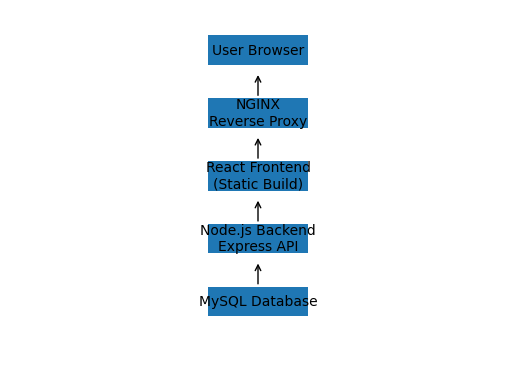 User Browser
NGINX
Reverse Proxy
React Frontend
(Static Build)
Node.js Backend
Express API
MySQL Database